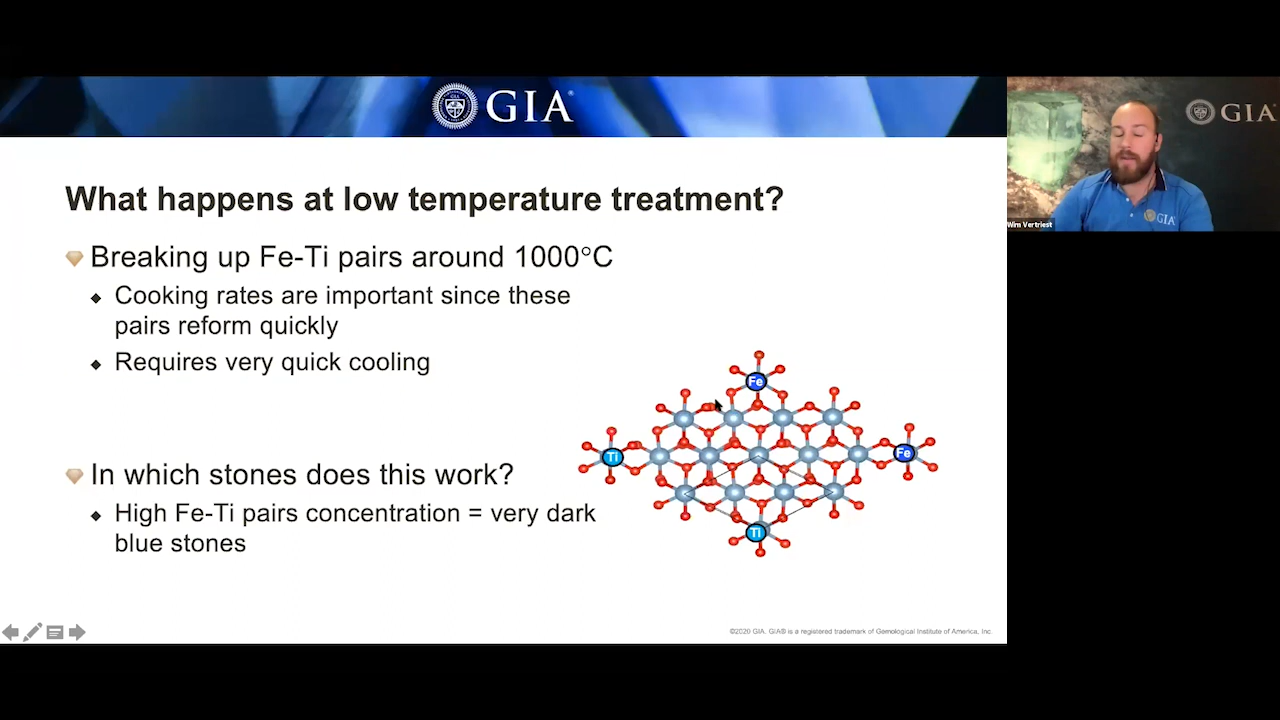 GIA®
GIA
What happens at low temperature treatment?
Breaking up Fe-Ti pairs around 1000°C
Cooking rates are important since these
pairs reform quickly
Requires very quick cooling
In which stones does this work?
High Fe-Ti pairs concentration = very dark
blue stones
Fe
Ti
Fe
Ti
©2020 GIA. GIA® is a registered trademark of Gemological Institute of America, Inc.
GIA
GIA
Wim Vertriest